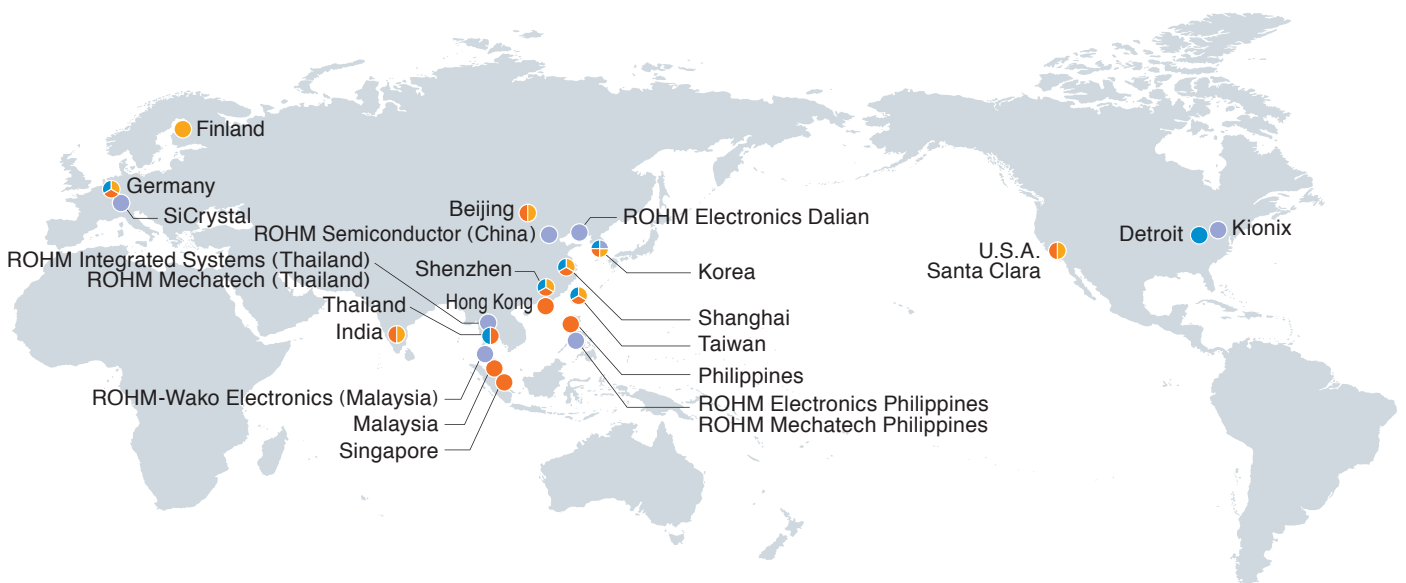 Finland
Germany
SiCrystal
Beijing
ROHM Semiconductor (China)
ROHM Electronics Dalian
ROHM Integrated Systems (Thailand)
ROHM Mechatech (Thailand)
Shenzhen
Korea
Thailand
Hong Kong
India
Shanghai
Taiwan
Philippines
ROHM-Wako Electronics (Malaysia)
Malaysia
Singapore
ROHM Electronics Philippines
ROHM Mechatech Philippines
U.S.A.
Santa Clara
Detroit
Kionix